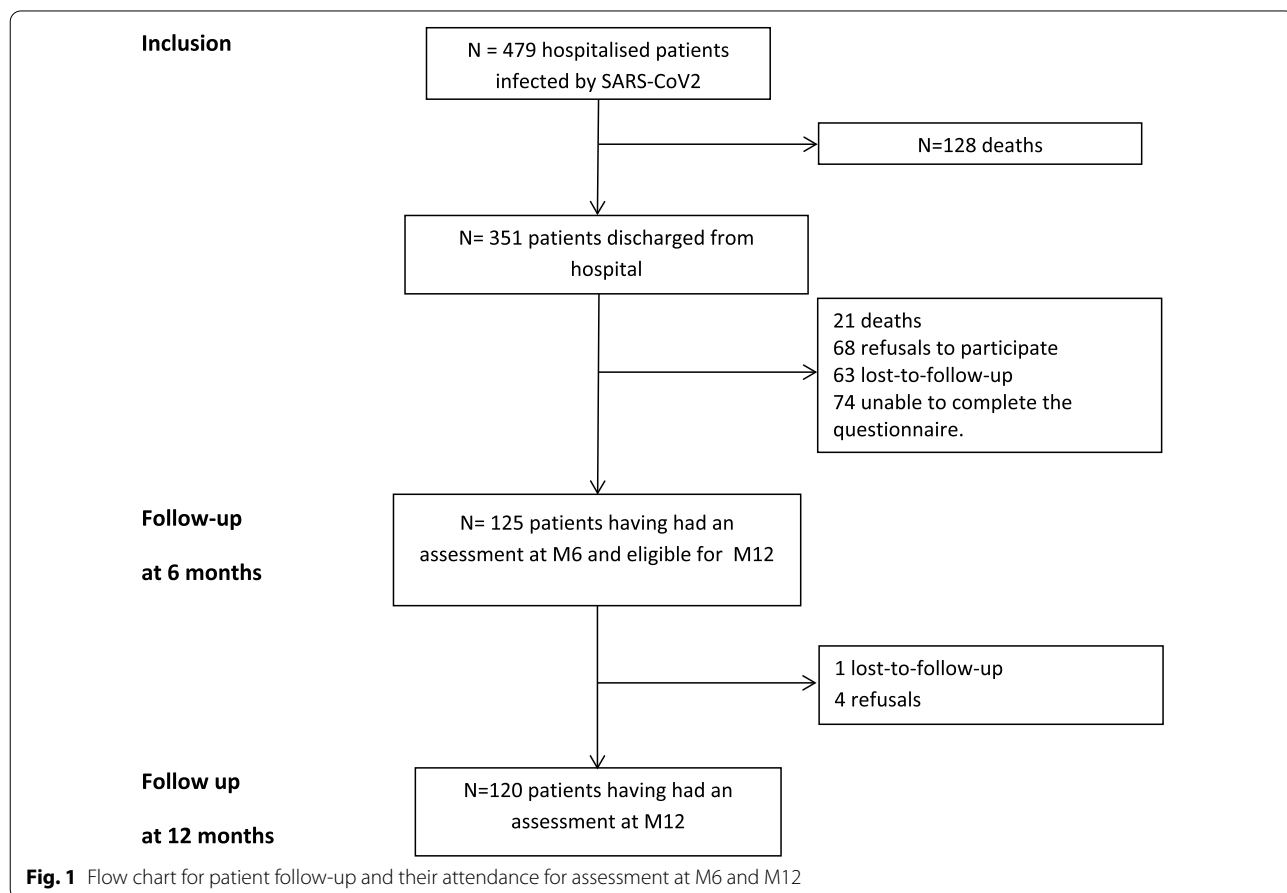 Inclusion
N = 479 hospitalised patients
infected by SARS-CoV2
N=128 deaths
N= 351 patients discharged from
hospital
21 deaths
68 refusals to participate
63 lost-to-follow-up
74 unable to complete the
questionnaire.
Follow-up
at 6 months
N= 125 patients having had an
assessment at M6 and eligible for M12
1 lost-to-follow-up
4 refusals
Follow up
at 12 months
N=120 patients having had an
assessment at M12
Fig. 1 Flow chart for patient follow-up and their attendance for assessment at M6 and M12